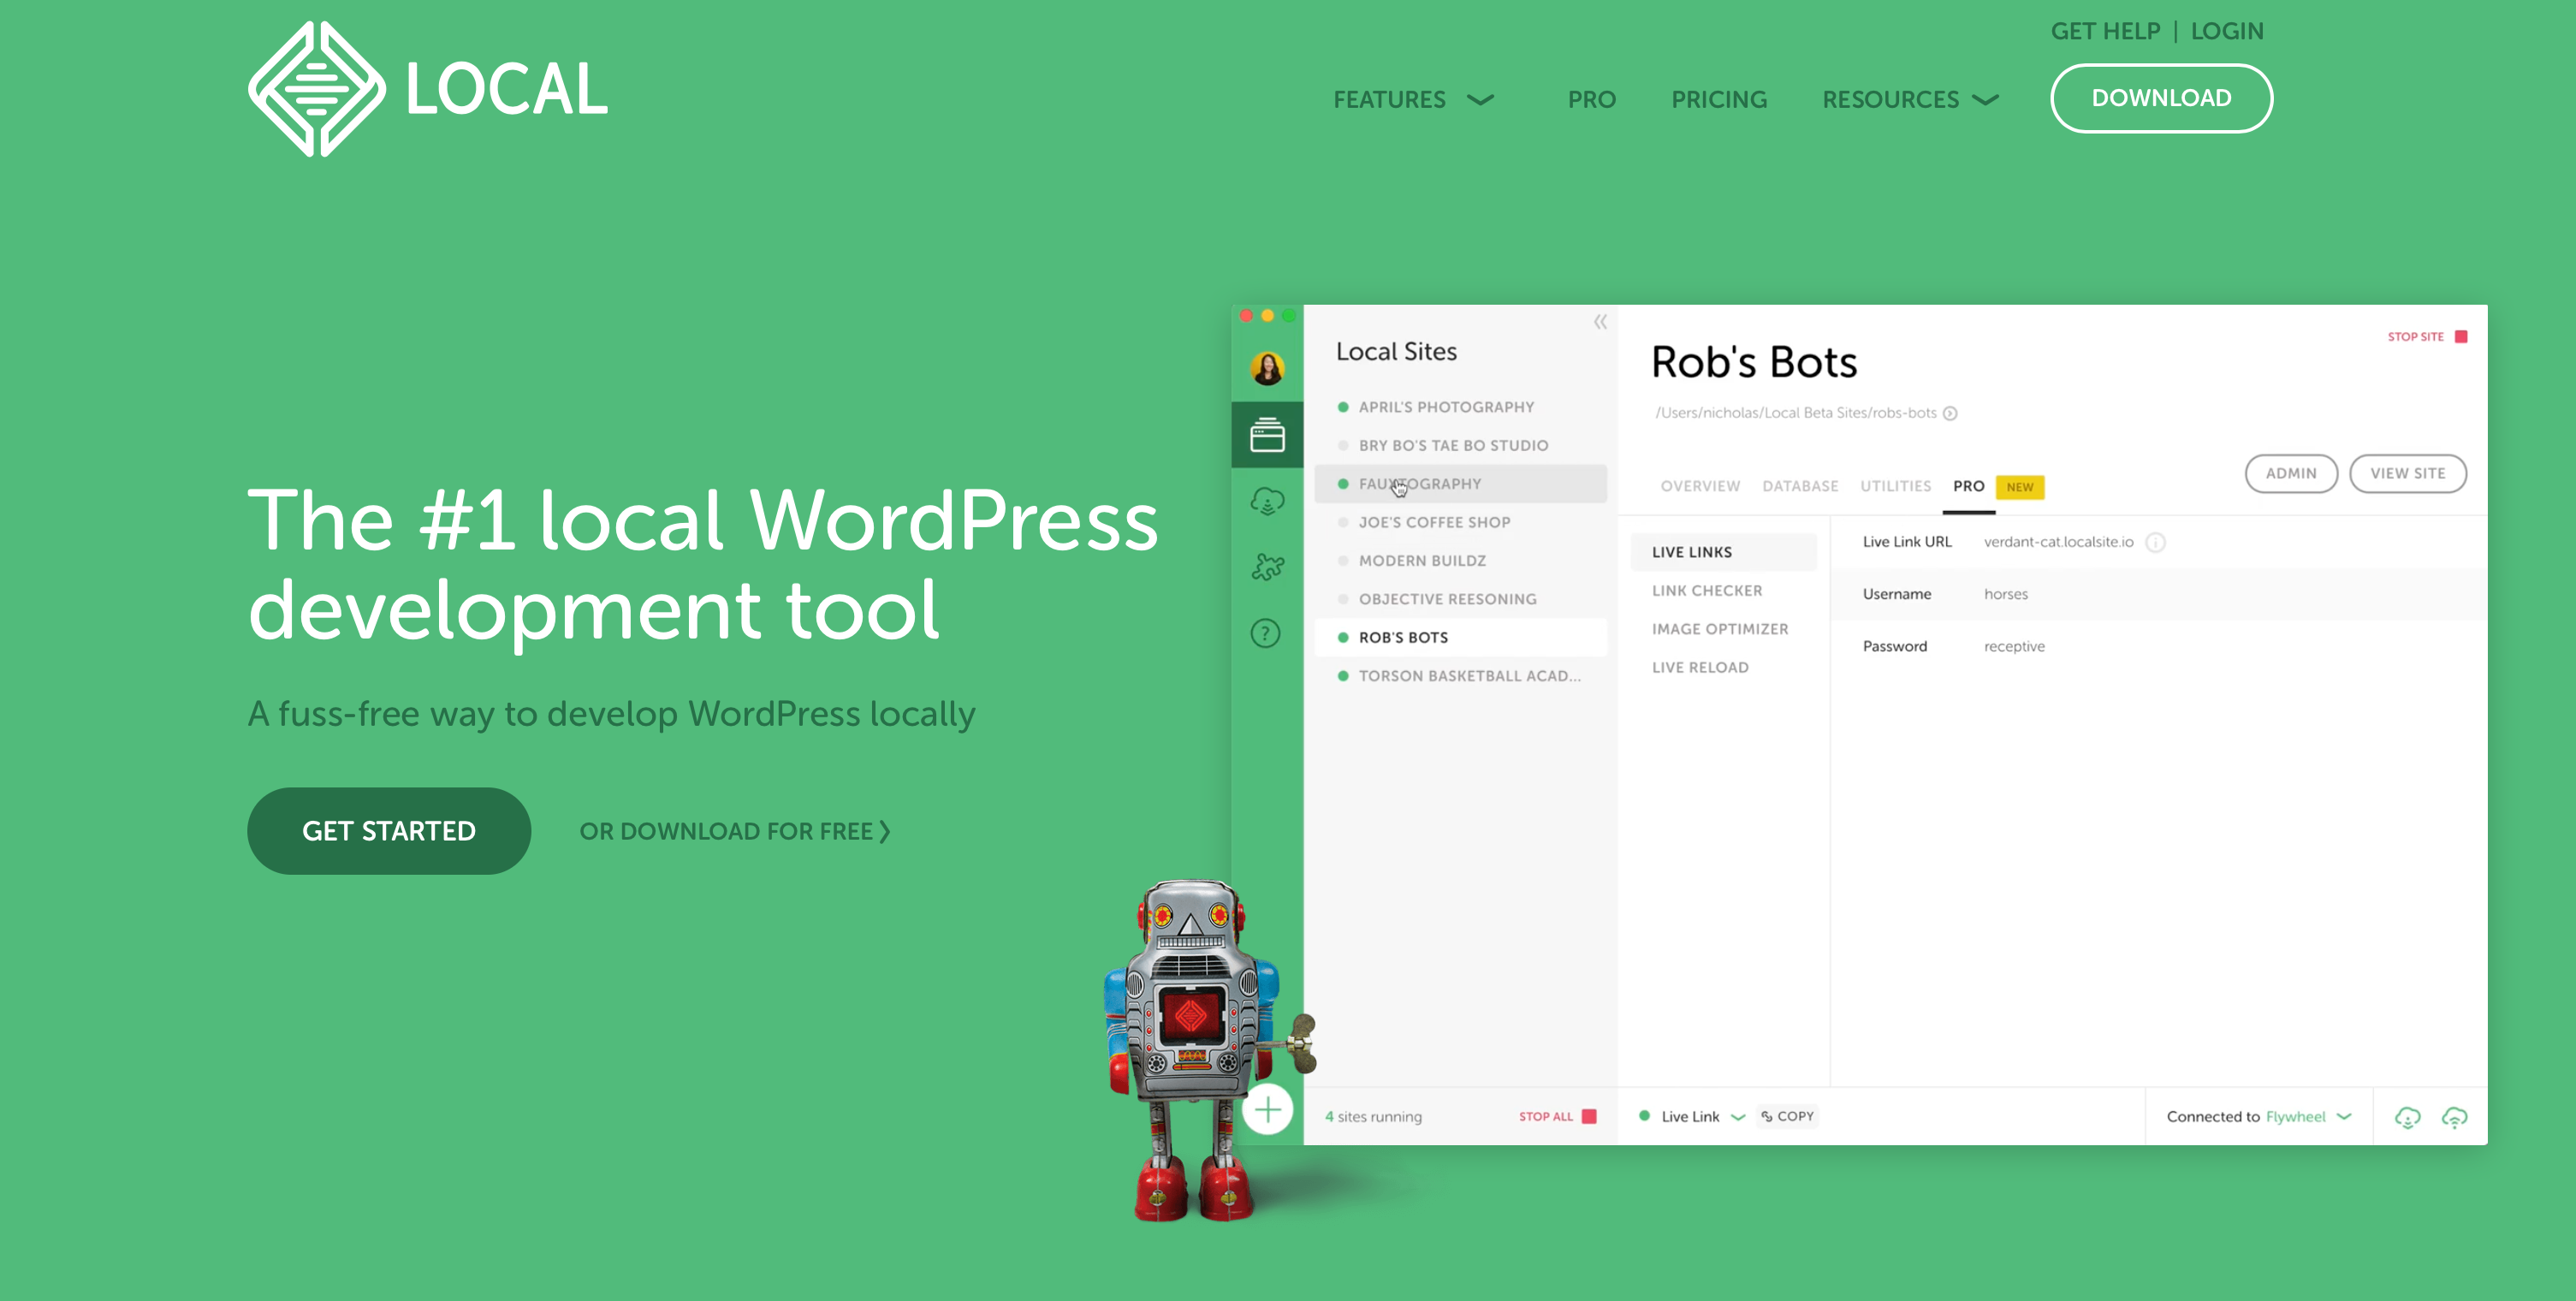 GET HELP | LOGIN
LOCAL
FEATURES PRO PRICING RESOURCES DOWNLOAD
The #1 local WordPress
development tool
A fuss-free way to develop WordPress locally
GET STARTED
OR DOWNLOAD FOR FREE
Local Sites
APRIL'S PHOTOGRAPHY
BRY BO'S TAE BO STUDIO
FAUXTOGRAPHY
JOE'S COFFEE SHOP
MODERN BUILDZ
OBJECTIVE REESONING
ROB'S BOTS
TORSON BASKETBALL ACAD...
4 sites running
STOP ALL
Rob's Bots
STOP SITE
/Users/nicholas/Local Beta Sites/robs-bots
ADMIN
VIEW SITE
OVERVIEW DATABASE UTILITIES PRO NEW
LIVE LINKS
LINK CHECKER
IMAGE OPTIMIZER
LIVE RELOAD
Live Link URL verdant-cat.localsite.io
Username horses
Password receptive
Live Link
COPY
Connected to Flywheel